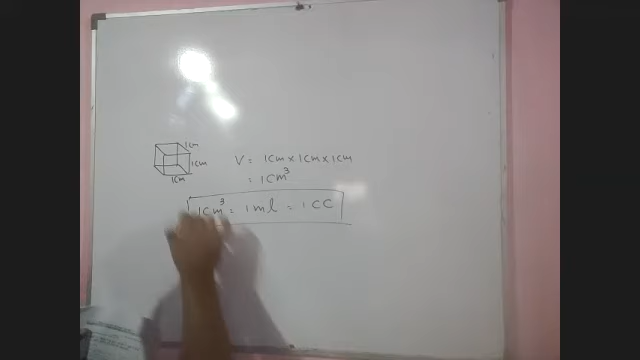 1cm
1cm
1cm
V = 1cm x 1cm x 1cm
= 1cm³
1cm³ = 1ml = 1CC